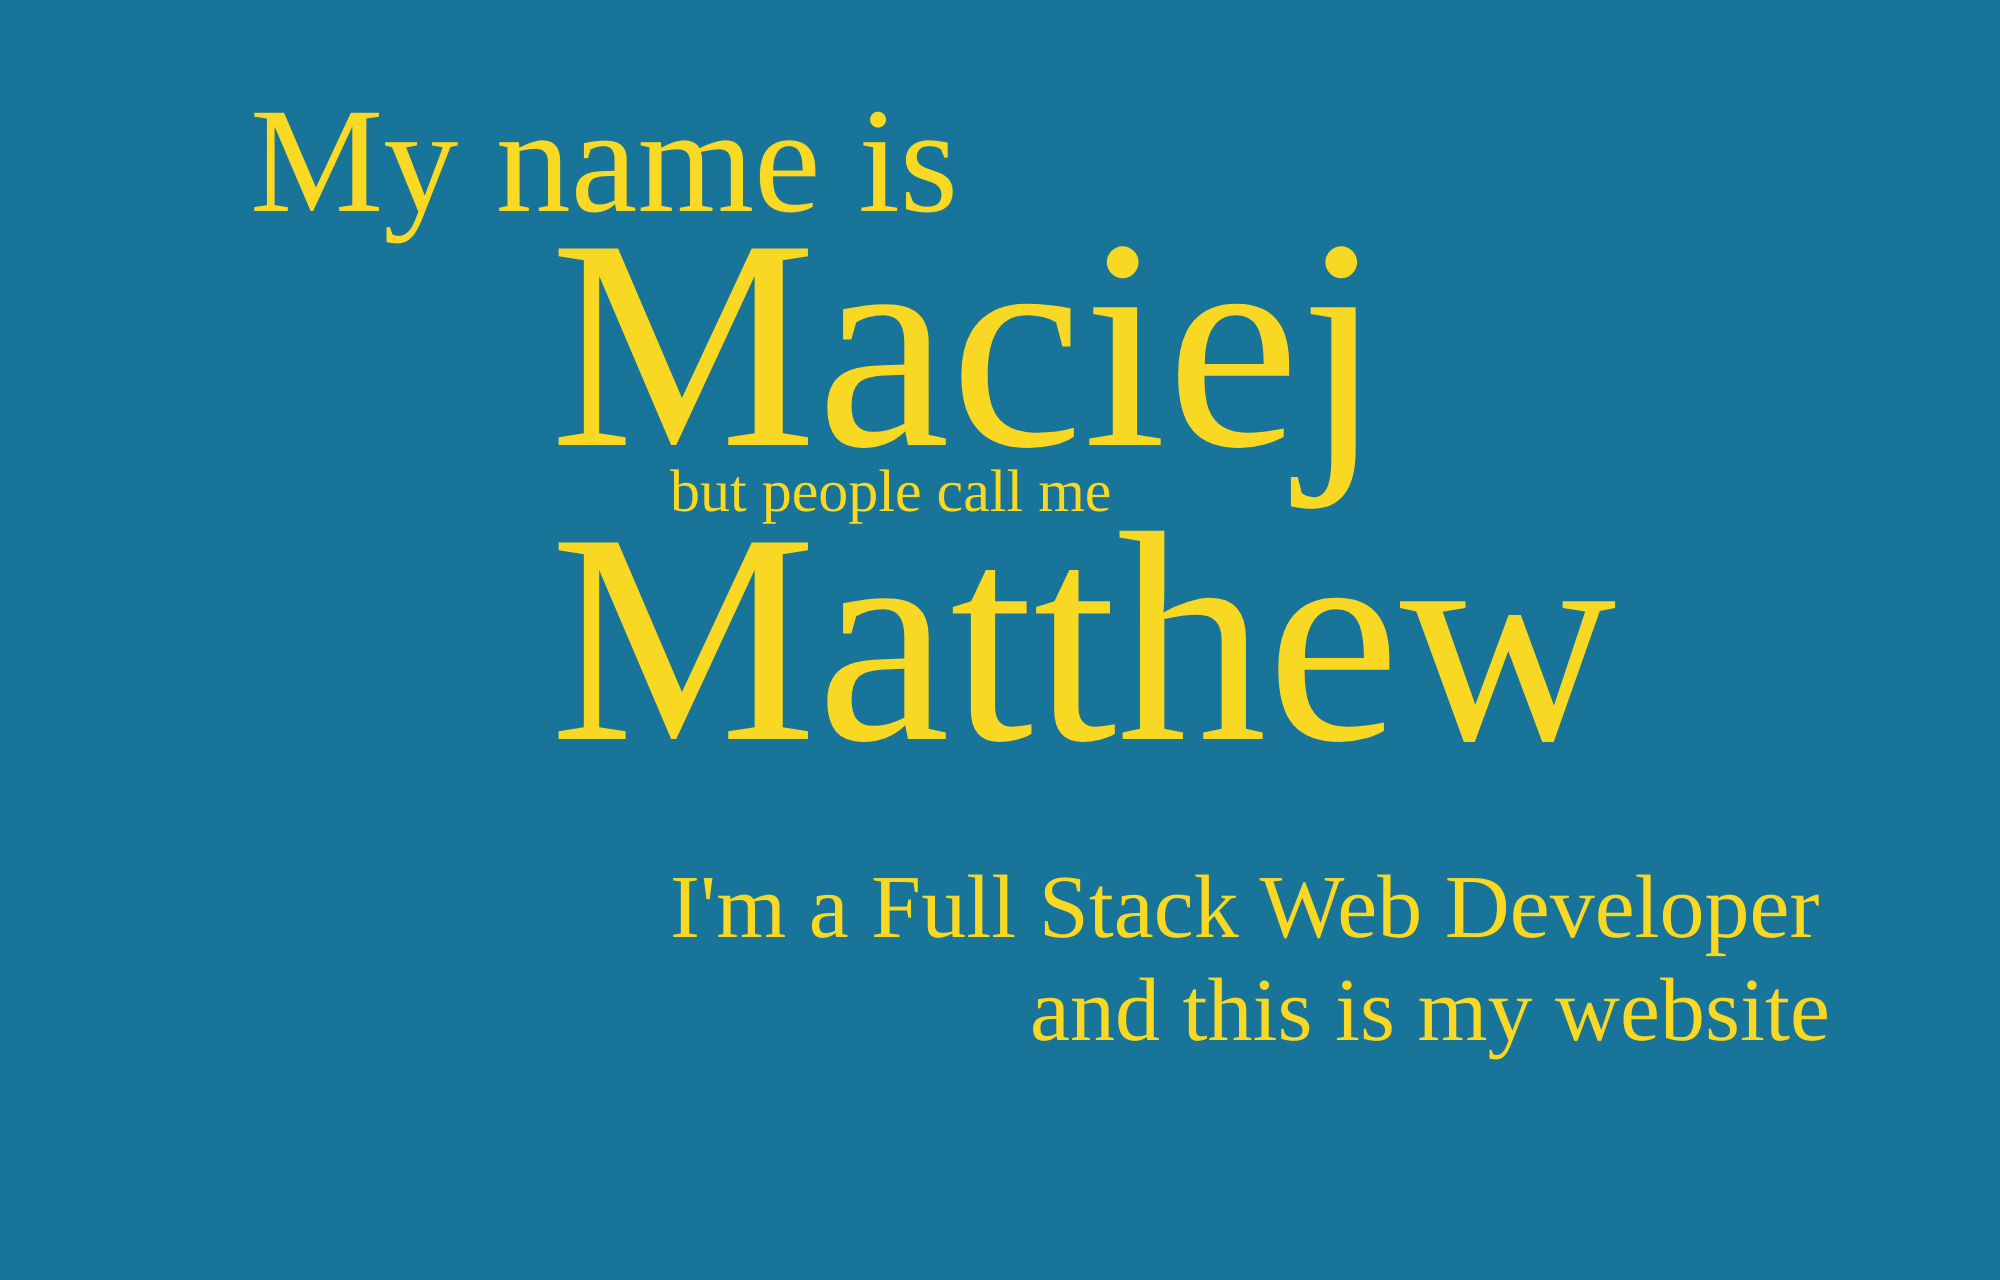 My name is
Maciej
but people call me
Matthew
I'm a Full Stack Web Developer
and this is my website